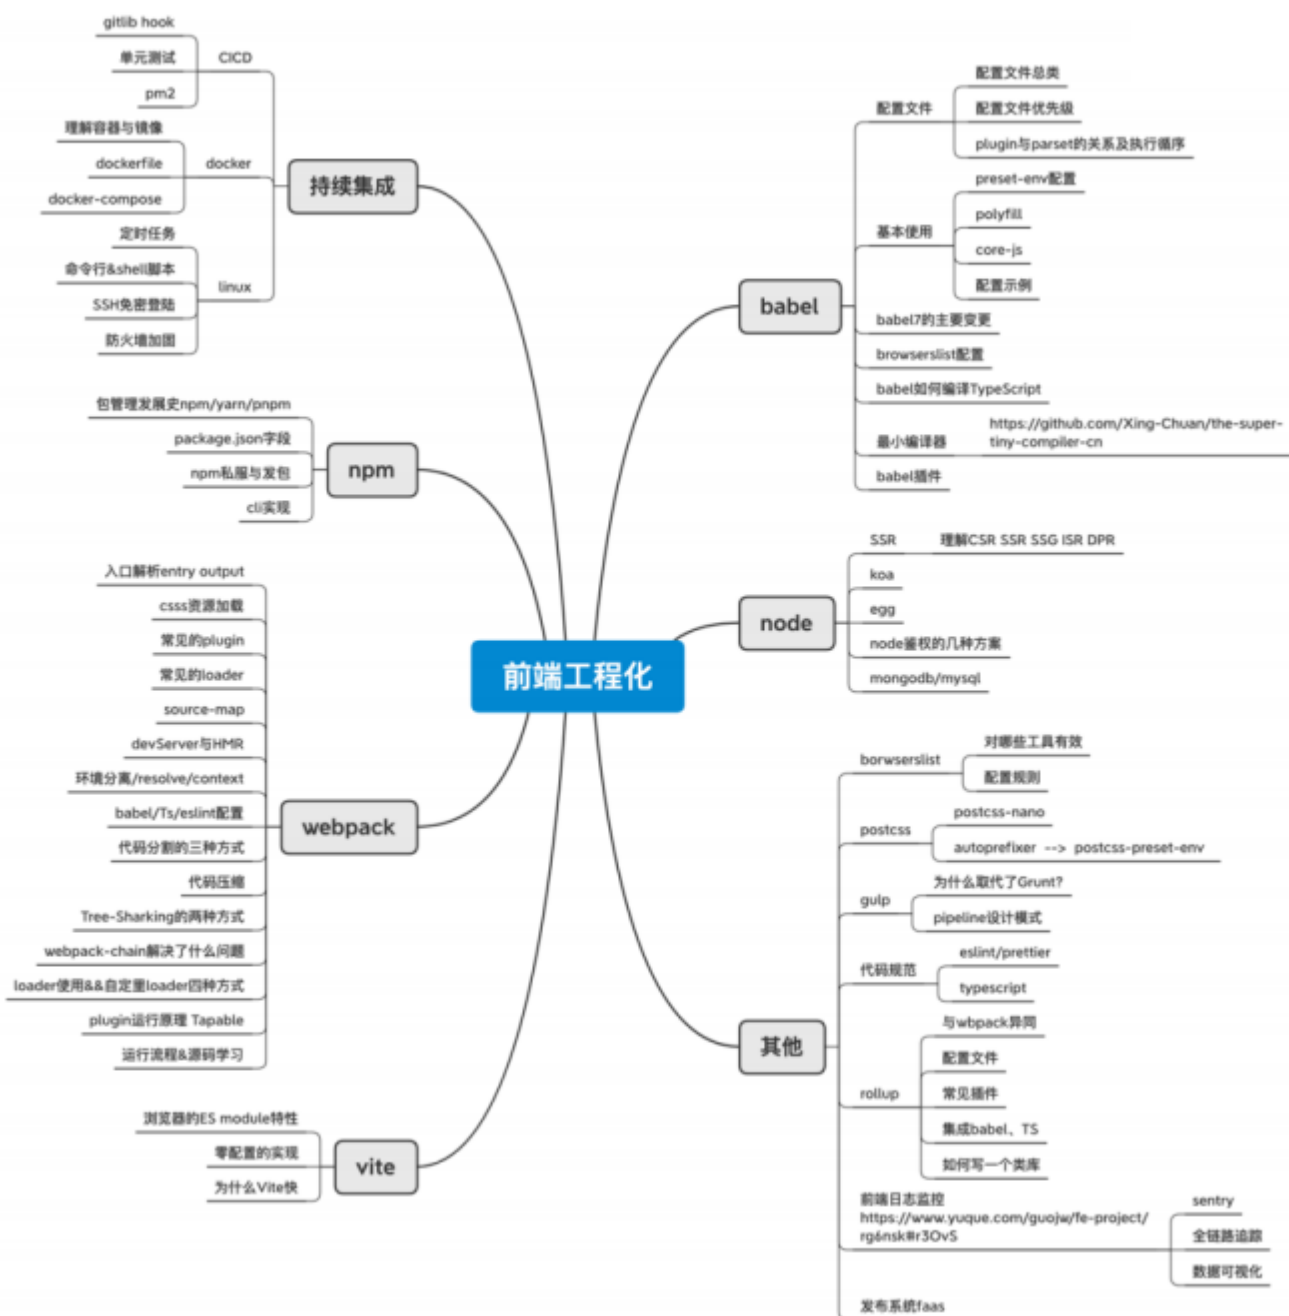 前端工程化
持续集成
CICD
gitlib hook
单元测试
pm2
docker
理解容器与镜像
dockerfile
docker-compose
linux
定时任务
命令行&shell脚本
SSH免密登陆
防火墙加固
npm
包管理发展史npm/yarn/pnpm
package.json字段
npm私服与发包
cli实现
webpack
入口解析entry output
csss资源加载
常见的plugin
常见的loader
source-map
devServer与HMR
环境分离/resolve/context
babel/Ts/eslint配置
代码分割的三种方式
代码压缩
Tree-Sharking的两种方式
webpack-chain解决了什么问题
loader使用&&自定里loader四种方式
plugin运行原理 Tapable
运行流程&源码学习
vite
浏览器的ES module特性
零配置的实现
为什么Vite快
babel
配置文件
配置文件总类
配置文件优先级
plugin与parset的关系及执行循序
基本使用
preset-env配置
polyfill
core-js
配置示例
babel7的主要变更
browserslist配置
babel如何编译TypeScript
最小编译器
https://github.com/Xing-Chuan/the-super-
tiny-compiler-cn
babel插件
node
SSR
理解CSR SSR SSG ISR DPR
koa
egg
node鉴权的几种方案
mongodb/mysql
其他
borwserslist
对哪些工具有效
配置规则
postcss
postcss-nano
autoprefixer --> postcss-preset-env
gulp
为什么取代了Grunt?
pipeline设计模式
代码规范
eslint/prettier
typescript
rollup
与wbpack异同
配置文件
常见插件
集成babel、TS
如何写一个类库
前端日志监控
https://www.yuque.com/guojw/fe-project/
rg6nsk#r3OvS
sentry
全链路追踪
数据可视化
发布系统faas